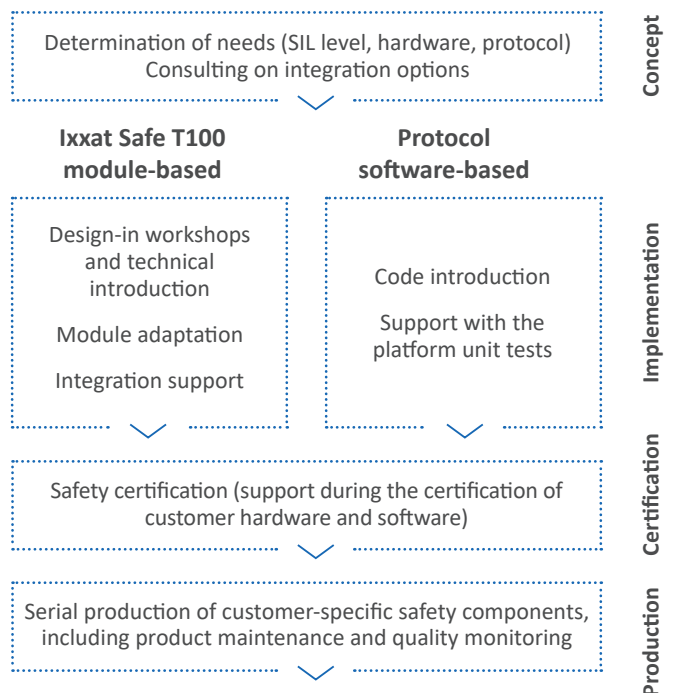 Determination of needs (SIL level, hardware, protocol)
Consulting on integration options
Concept
Ixxat Safe T100
module-based
Protocol
software-based
Design-in workshops
and technical
introduction
Module adaptation
Integration support
Code introduction
Support with the
platform unit tests
Implementation
Safety certification (support during the certification of
customer hardware and software)
Certification
Serial production of customer-specific safety components,
including product maintenance and quality monitoring
Production